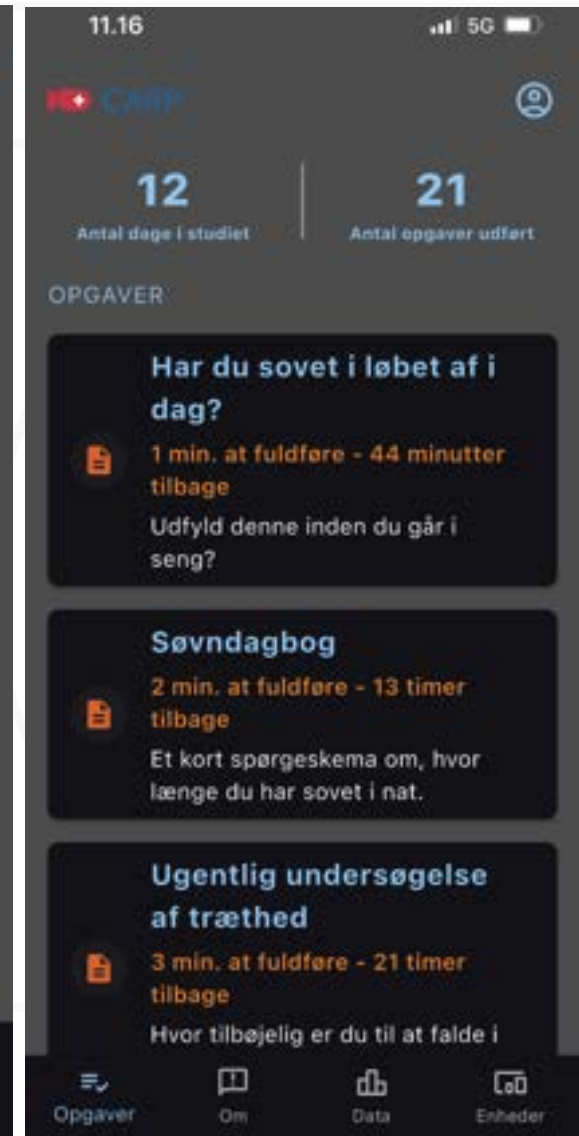 11.16
5G
CARP
12
21
Antal dage i studiet
Antal opgaver udført
OPGAVER
Har du sovet i løbet af i
dag?
1 min. at fuldføre - 44 minutter
tilbage
Udfyld denne inden du går i
seng?
Søvndagbog
2 min. at fuldføre - 13 timer
tilbage
Et kort spørgeskema om, hvor
længe du har sovet i nat.
Ugentlig undersøgelse
af træthed
3 min. at fuldføre - 21 timer
tilbage
Hvor tilbøjelig er du til at falde i
Opgaver
Om
Data
Enheder